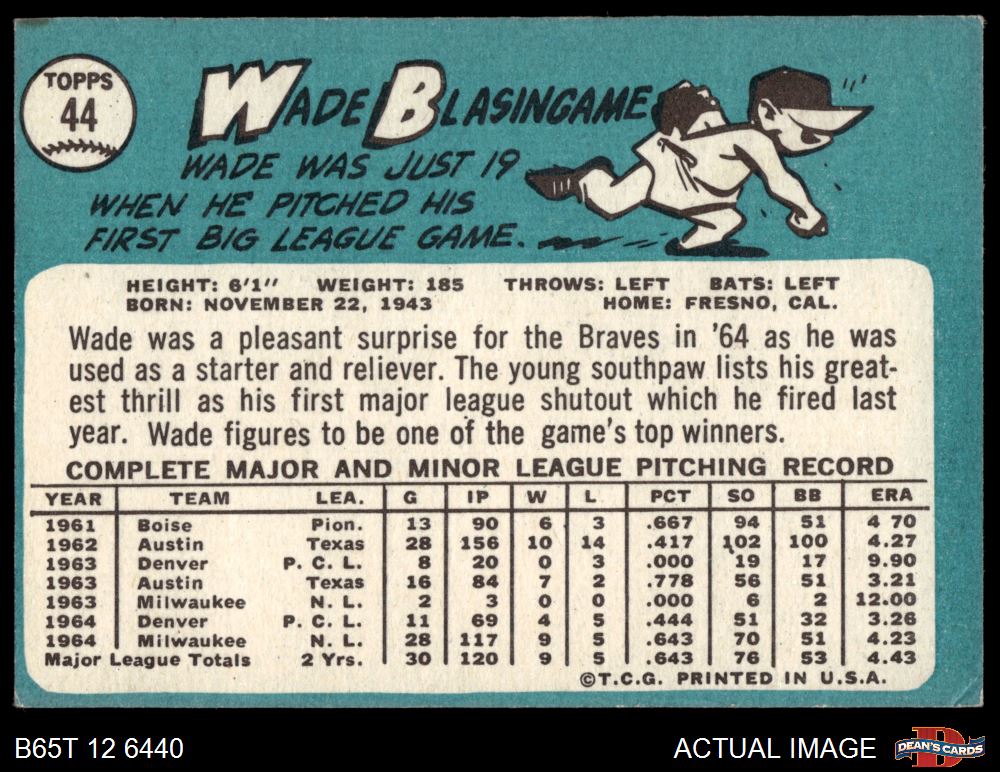 TOPPS
44
WADE BLASINGAME
WADE WAS JUST 19
WHEN HE PITCHED HIS
FIRST BIG LEAGUE GAME.
HEIGHT: 6'1" WEIGHT: 185 THROWS: LEFT BATS: LEFT
BORN: NOVEMBER 22, 1943 HOME: FRESNO, CAL.
Wade was a pleasant surprise for the Braves in '64 as he was
used as a starter and reliever. The young southpaw lists his great-
est thrill as his first major league shutout which he fired last
year. Wade figures to be one of the game's top winners.
COMPLETE MAJOR AND MINOR LEAGUE PITCHING RECORD
YEAR TEAM LEA. G IP W L PCT SO BB ERA
1961 Boise Pion. 13 90 6 3 .667 94 51 4 70
1962 Austin Texas 28 156 10 14 .417 102 100 4.27
1963 Denver P. C. L. 8 20 0 3 .000 19 17 9.90
1963 Austin Texas 16 84 7 2 .778 56 51 3.21
1963 Milwaukee N. L. 2 3 0 0 .000 6 2 12.00
1964 Denver P. C. L. 11 69 4 5 .444 51 32 3.26
1964 Milwaukee N. L. 28 117 9 5 .643 70 51 4.23
Major League Totals 2 Yrs. 30 120 9 5 .643 76 53 4.43
©T.C.G. PRINTED IN U.S.A.
B65T 12 6440 ACTUAL IMAGE DEAN'S CARDS